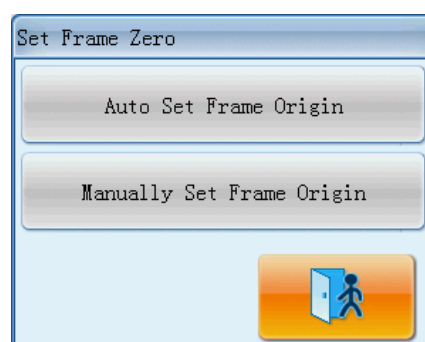 Set Frame Zero
Auto Set Frame Origin
Manually Set Frame Origin